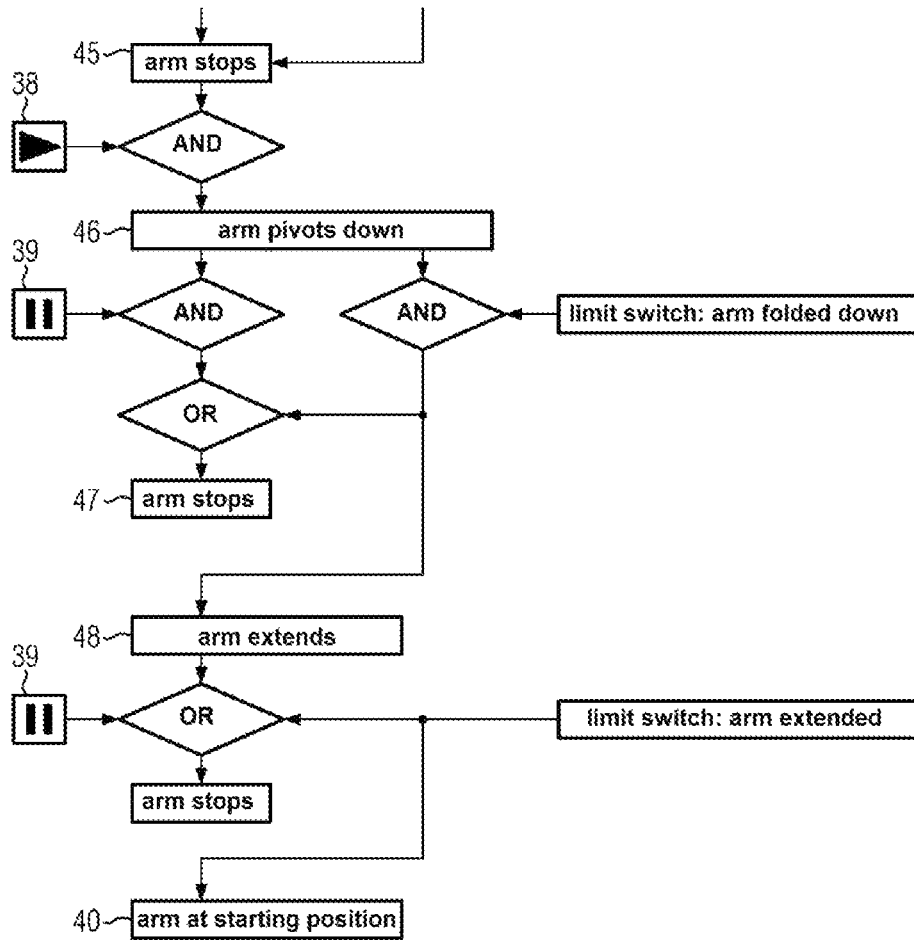 45
arm stops
38
AND
46
arm pivots down
39
AND
AND
limit switch: arm folded down
OR
47
arm stops
48
arm extends
39
OR
limit switch: arm extended
arm stops
40
arm at starting position